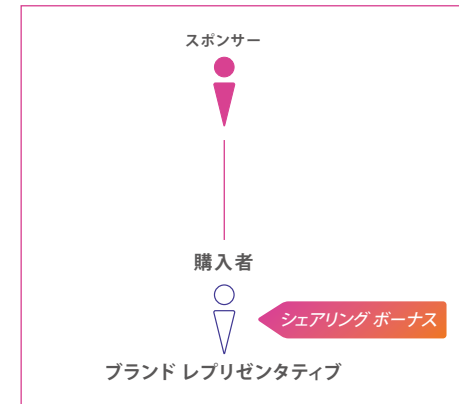 スポンサー
購入者
シェアリング ボーナス
ブランド レプリゼンタティブ